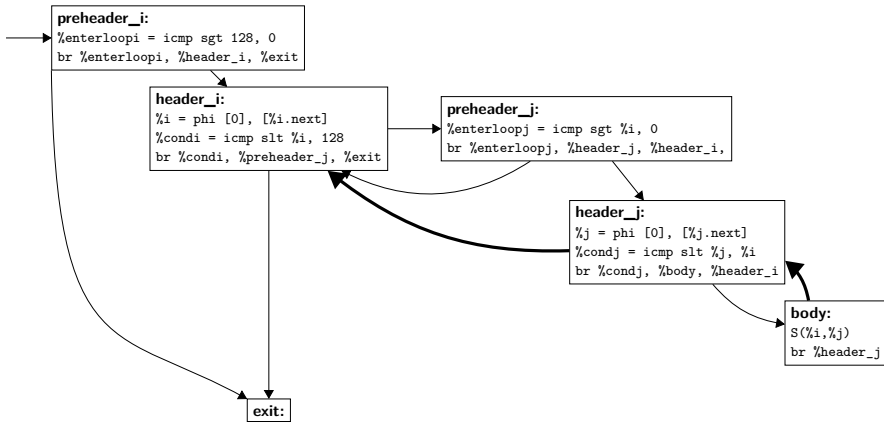 preheader_i:
%enterloopi = icmp sgt 128, 0
br %enterloopi, %header_i, %exit
header_i:
%i = phi [0], [%i.next]
%condi = icmp slt %i, 128
br %condi, %preheader_j, %exit
preheader_j:
%enterloopj = icmp sgt %i, 0
br %enterloopj, %header_j, %header_i,
header_j:
%j = phi [0], [%j.next]
%condj = icmp slt %j, %i
br %condj, %body, %header_i
body:
S(%i,%j)
br %header_j
exit: